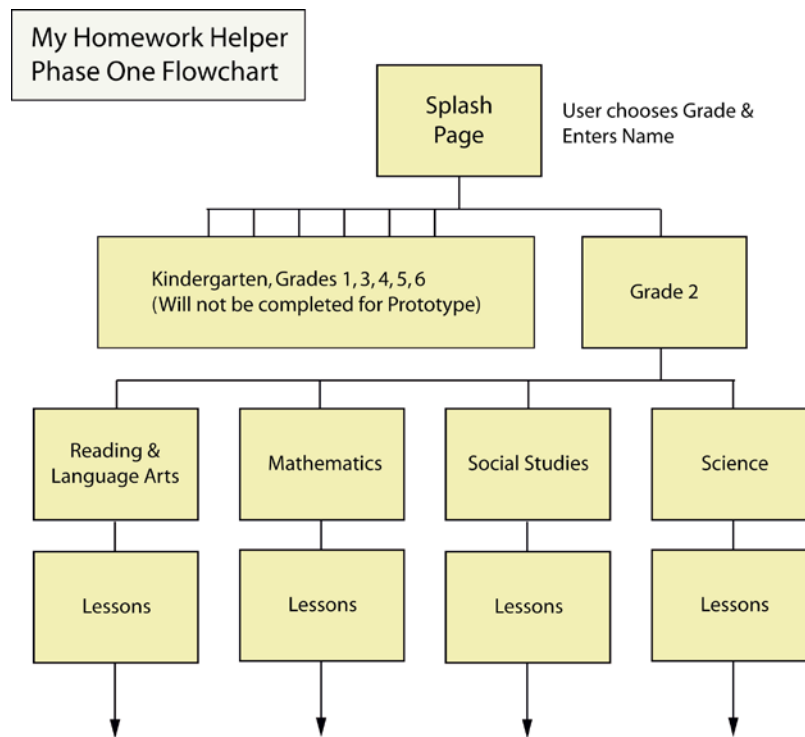 My Homework Helper
Phase One Flowchart
Splash
Page
User chooses Grade &
Enters Name
Kindergarten, Grades 1, 3, 4, 5, 6
(Will not be completed for Prototype)
Grade 2
Reading &
Language Arts
Mathematics
Social Studies
Science
Lessons
Lessons
Lessons
Lessons